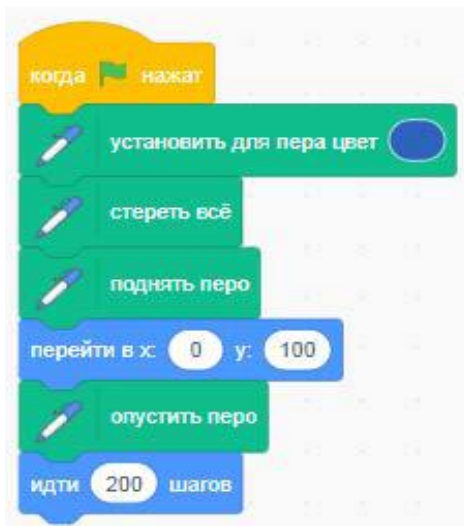 когда нажат
установить для пера цвет
стереть всё
поднять перо
перейти в x: 0 y: 100
опустить перо
идти 200 шагов